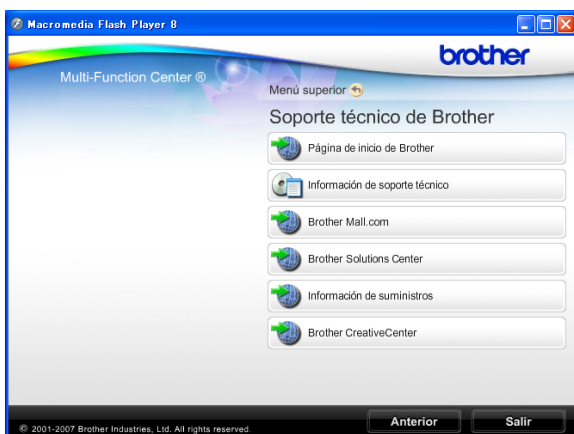 Macromedia Flash Player 8
brother
Multi-Function Center ®
Menú superior
Soporte técnico de Brother
Página de inicio de Brother
Información de soporte técnico
Brother Mall.com
Brother Solutions Center
Información de suministros
Brother CreativeCenter
© 2001-2007 Brother Industries, Ltd. All rights reserved.
Anterior
Salir